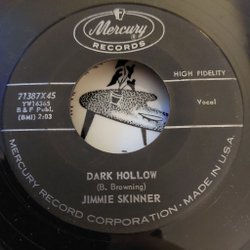 Mercury
RECORDS
HIGH FIDELITY
71387X45
YW16365
B & F Publ.
(BMI) 2:03
Vocal
DARK HOLLOW
(B. Browning)
JIMMIE SKINNER
MERCURY RECORD CORPORATION • MADE IN U.S.A.